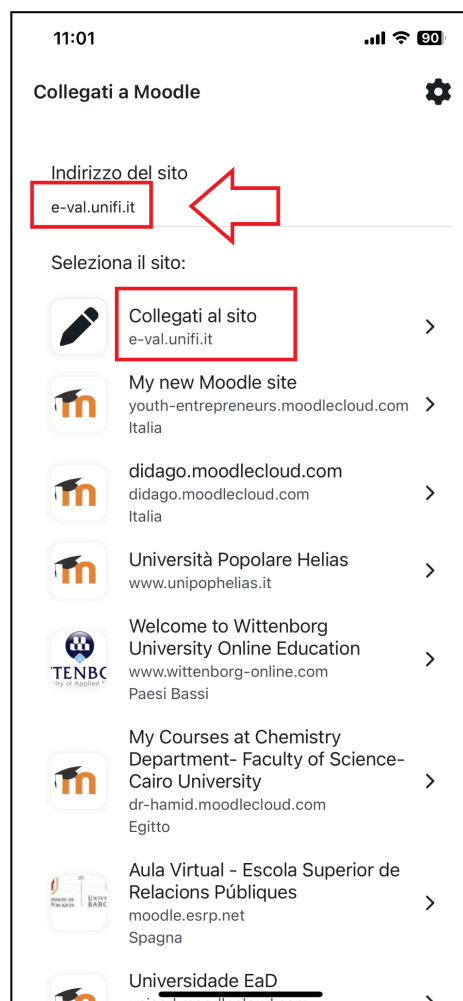 11:01
90
Collegati a Moodle
Indirizzo del sito
e-val.unifi.it
Seleziona il sito:
Collegati al sito
e-val.unifi.it
My new Moodle site
youth-entrepreneurs.moodlecloud.com
Italia
didago.moodlecloud.com
didago.moodlecloud.com
Italia
Università Popolare Helias
www.unipophelias.it
Welcome to Wittenborg
University Online Education
www.wittenborg-online.com
Paesi Bassi
TENBO
My Courses at Chemistry
Department- Faculty of Science-
Cairo University
dr-hamid.moodlecloud.com
Egitto
Aula Virtual - Escola Superior de
Relacions Públiques
moodle.esrp.net
Spagna
Universidade EaD